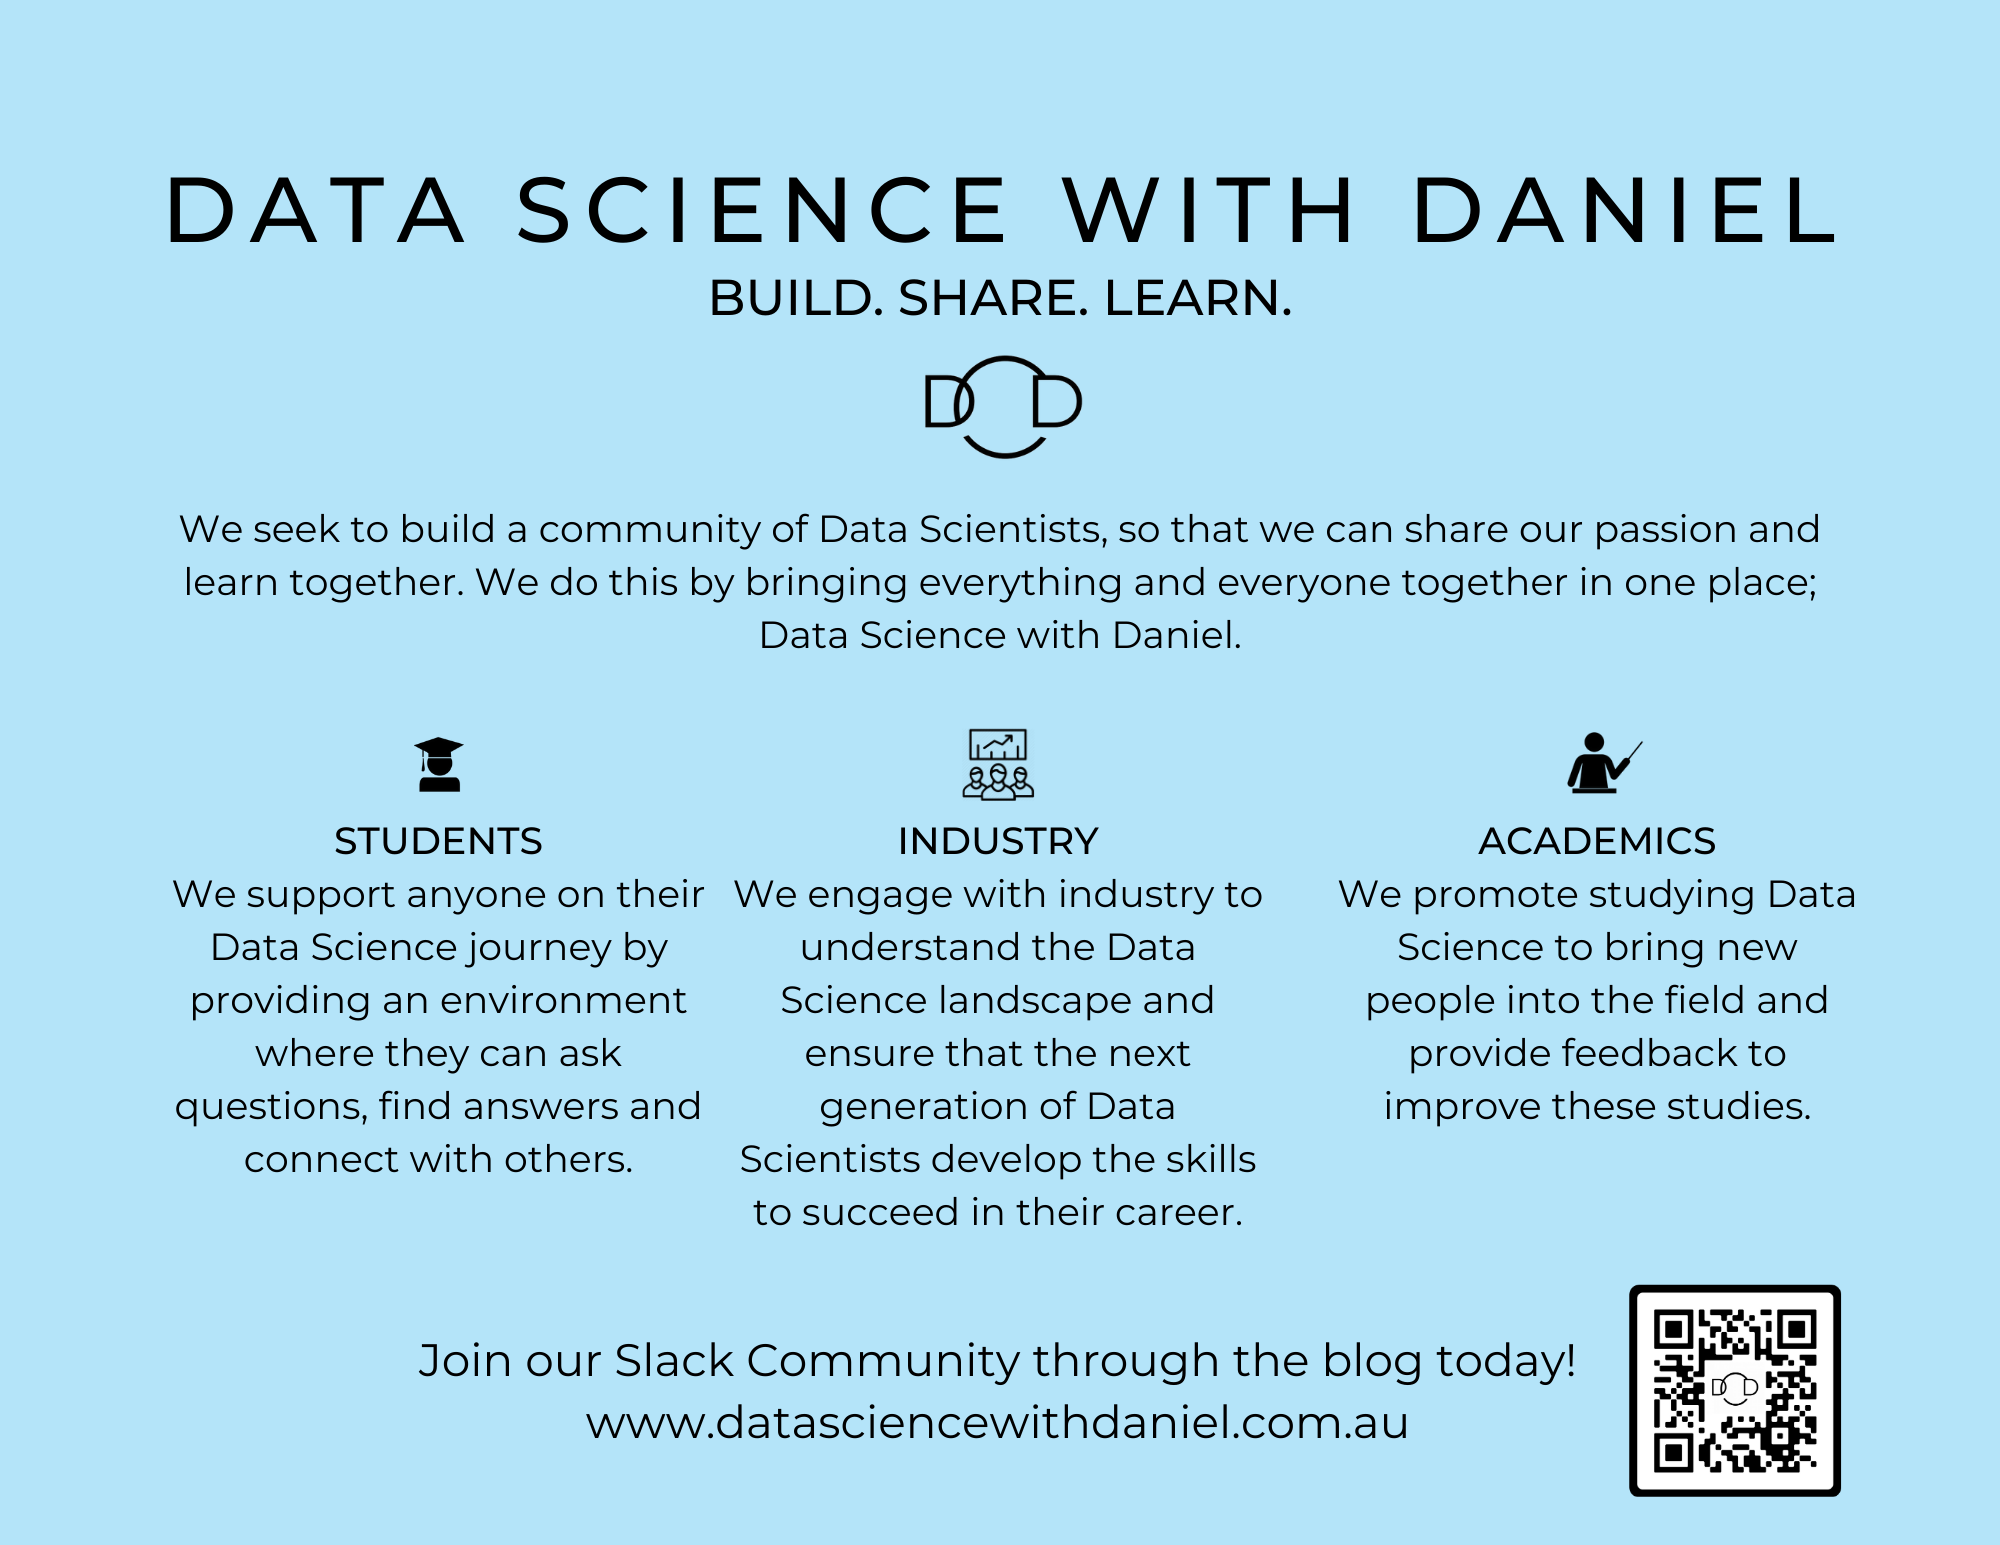 DATA SCIENCE WITH DANIEL
BUILD. SHARE. LEARN.
D D
We seek to build a community of Data Scientists, so that we can share our passion and
learn together. We do this by bringing everything and everyone together in one place;
Data Science with Daniel.
STUDENTS
We support anyone on their
Data Science journey by
providing an environment
where they can ask
questions, find answers and
connect with others.
INDUSTRY
We engage with industry to
understand the Data
Science landscape and
ensure that the next
generation of Data
Scientists develop the skills
to succeed in their career.
ACADEMICS
We promote studying Data
Science to bring new
people into the field and
provide feedback to
improve these studies.
Join our Slack Community through the blog today!
www.datasciencewithdaniel.com.au
D D